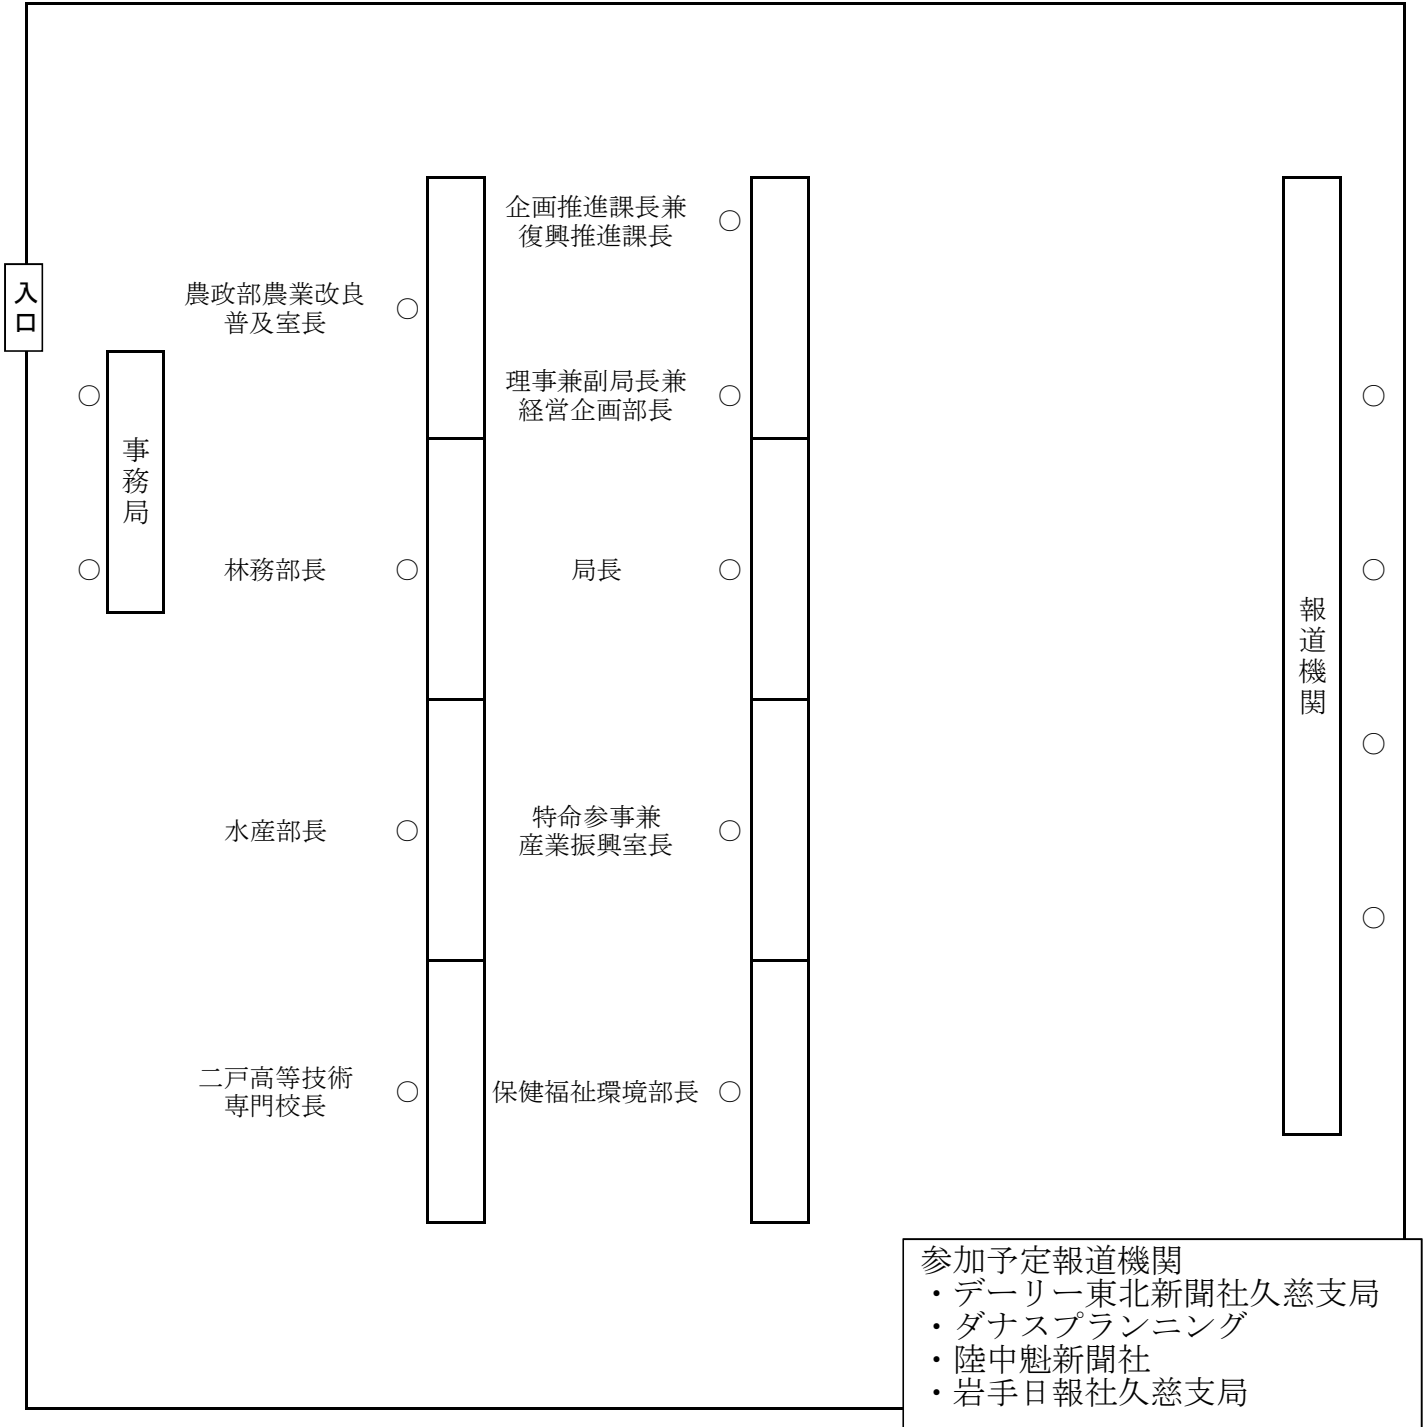 入口
事務局
農政部農業改良
普及室長
林務部長
水産部長
二戸高等技術
専門校長
企画推進課長兼
復興推進課長
理事兼副局長兼
経営企画部長
局長
特命参事兼
産業振興室長
保健福祉環境部長
報道機関
参加予定報道機関
・デーリー東北新聞社久慈支局
・ダナスプランニング
・陸中魁新聞社
・岩手日報社久慈支局